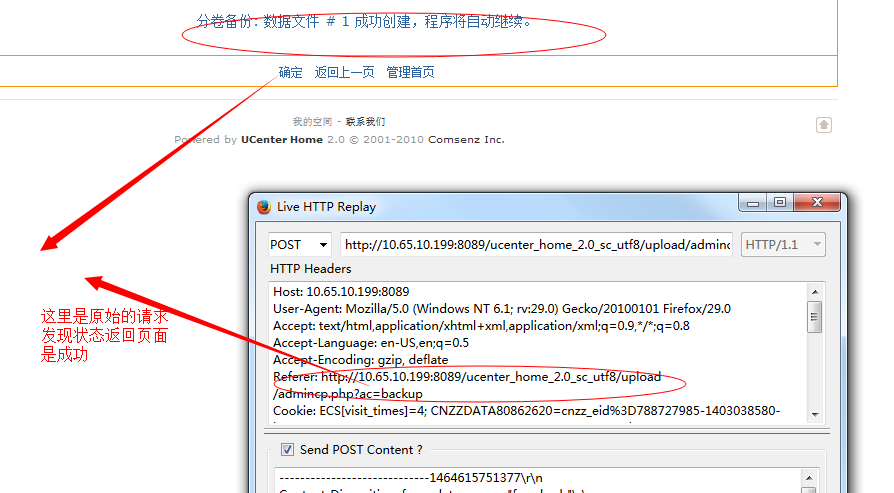 分卷备份: 数据文件 # 1 成功创建，程序将自动继续。
确定 返回上一页 管理首页
我的空间 - 联系我们
Powered by UCenter Home 2.0 © 2001-2010 Comsenz Inc.
Live HTTP Replay
POST http://10.65.10.199:8089/ucenter_home_2.0_sc_utf8/upload/adminc HTTP/1.1
HTTP Headers
Host: 10.65.10.199:8089
User-Agent: Mozilla/5.0 (Windows NT 6.1; rv:29.0) Gecko/20100101 Firefox/29.0
Accept: text/html,application/xhtml+xml,application/xml;q=0.9,*/*;q=0.8
Accept-Language: en-US,en;q=0.5
Accept-Encoding: gzip, deflate
Referer: http://10.65.10.199:8089/ucenter_home_2.0_sc_utf8/upload
/admincp.php?ac=backup
Cookie: ECS[visit_times]=4; CNZZDATA80862620=cnzz_eid%3D788727985-1403038580-
这里是原始的请求
发现状态返回页面
是成功
Send POST Content ?
-----------------------------1464615751377\r\n